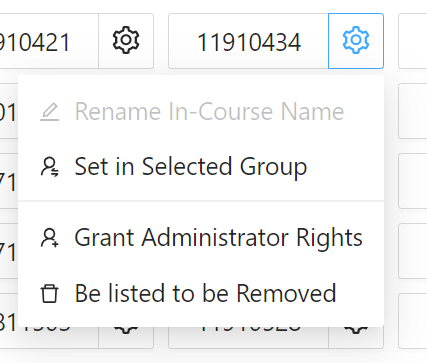 910421
11910434
Rename In-Course Name
Set in Selected Group
Grant Administrator Rights
Be listed to be Removed